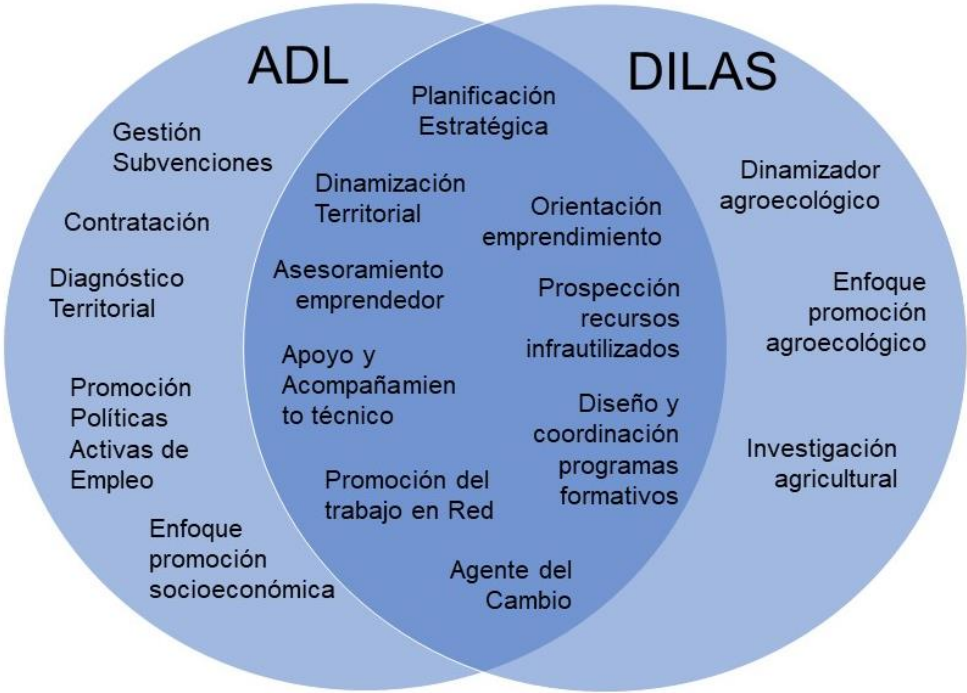 ADL
Gestión
Subvenciones
Contratación
Diagnóstico
Territorial
Promoción
Políticas
Activas de
Empleo
Enfoque
promoción
socioeconómica
Planificación
Estratégica
Dinamización
Territorial
Orientación
emprendimiento
Asesoramiento
emprendedor
Prospección
recursos
infrautilizados
Apoyo y
Acompañamien
to técnico
Diseño y
coordinación
programas
formativos
Promoción del
trabajo en Red
Agente del
Cambio
DILAS
Dinamizador
agroecológico
Enfoque
promoción
agroecológico
Investigación
agricultural